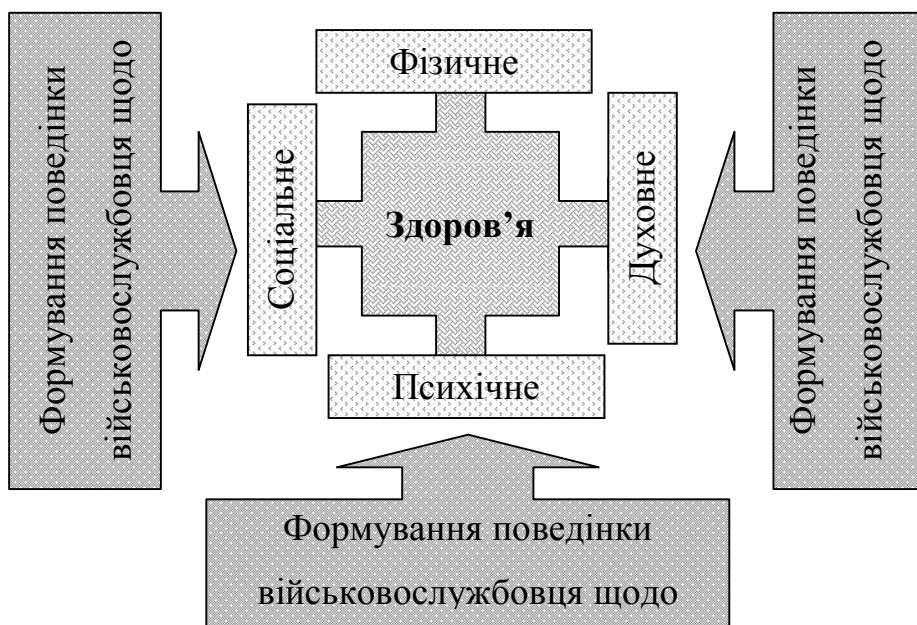 Формування поведінки
військовослужбовця щодо
Фізичне
Соціальне
Здоров’я
Духовне
Психічне
Формування поведінки
військовослужбовця щодо
Формування поведінки
військовослужбовця щодо